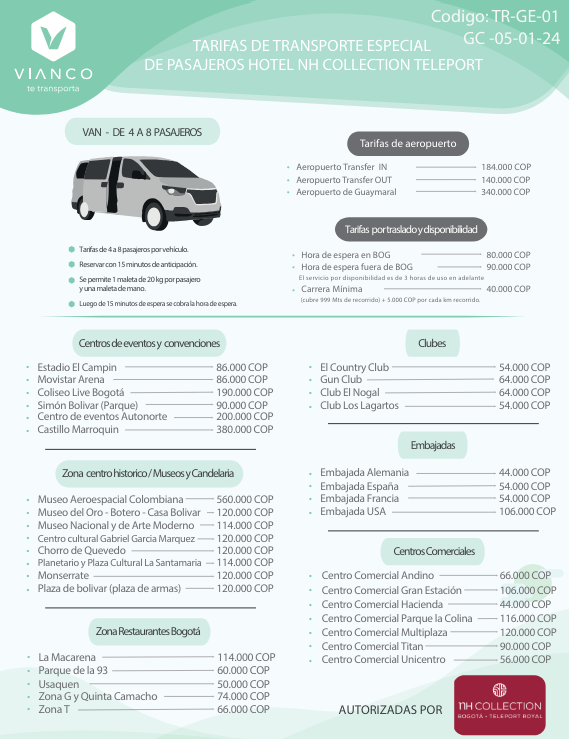 VIANCO
te transporta
Codigo: TR-GE-01
GC -05-01-24
TARIFAS DE TRANSPORTE ESPECIAL
DE PASAJEROS HOTEL NH COLLECTION TELEPORT
VAN - DE 4 A 8 PASAJEROS
Tarifas de 4 a 8 pasajeros por vehículo.
Reservar con 15 minutos de anticipación.
Se permite 1 maleta de 20 kg por pasajero
y una maleta de mano.
Luego de 15 minutos de espera se cobra la hora de espera.
Tarifas de aeropuerto
Aeropuerto Transfer IN 184.000 COP
Aeropuerto Transfer OUT 140.000 COP
Aeropuerto de Guaymaral 340.000 COP
Tarifas por traslado y disponibilidad
Hora de espera en BOG 80.000 COP
Hora de espera fuera de BOG 90.000 COP
El servicio por disponibilidad es de 3 horas de uso en adelante
Carrera Mínima 40.000 COP
(cubre 999 Mts de recorrido) + 5.000 COP por cada km recorrido.
Centros de eventos y convenciones
Estadio El Campin 86.000 COP
Movistar Arena 86.000 COP
Coliseo Live Bogotá 190.000 COP
Simón Bolivar (Parque) 90.000 COP
Centro de eventos Autonorte 200.000 COP
Castillo Marroquin 380.000 COP
Zona centro historico / Museos y Candelaria
Museo Aeroespacial Colombiana 560.000 COP
Museo del Oro - Botero - Casa Bolivar 120.000 COP
Museo Nacional y de Arte Moderno 114.000 COP
Centro cultural Gabriel Garcia Marquez 120.000 COP
Chorro de Quevedo 120.000 COP
Planetario y Plaza Cultural La Santamaria 114.000 COP
Monserrate 120.000 COP
Plaza de bolivar (plaza de armas) 120.000 COP
Zona Restaurantes Bogotá
La Macarena 114.000 COP
Parque de la 93 60.000 COP
Usaquen 50.000 COP
Zona G y Quinta Camacho 74.000 COP
Zona T 66.000 COP
Clubes
El Country Club 54.000 COP
Gun Club 64.000 COP
Club El Nogal 64.000 COP
Club Los Lagartos 54.000 COP
Embajadas
Embajada Alemania 44.000 COP
Embajada España 54.000 COP
Embajada Francia 54.000 COP
Embajada USA 106.000 COP
Centros Comerciales
Centro Comercial Andino 66.000 COP
Centro Comercial Gran Estación 106.000 COP
Centro Comercial Hacienda 44.000 COP
Centro Comercial Parque la Colina 116.000 COP
Centro Comercial Multiplaza 120.000 COP
Centro Comercial Titan 90.000 COP
Centro Comercial Unicentro 56.000 COP
AUTORIZADAS POR
NH COLLECTION
BOGOTÁ • TELEPORT ROYAL